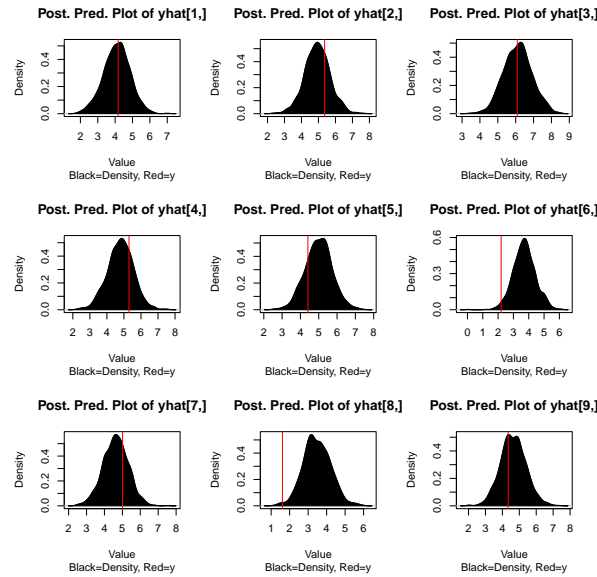 Post. Pred. Plot of yhat[1,]
Density
0.0 0.2 0.4
2 3 4 5 6 7
Value
Black=Density, Red=y
Post. Pred. Plot of yhat[2,]
Density
0.0 0.2 0.4
2 3 4 5 6 7 8
Value
Black=Density, Red=y
Post. Pred. Plot of yhat[3,]
Density
0.0 0.2 0.4
3 4 5 6 7 8 9
Value
Black=Density, Red=y
Post. Pred. Plot of yhat[4,]
Density
0.0 0.2 0.4
2 3 4 5 6 7 8
Value
Black=Density, Red=y
Post. Pred. Plot of yhat[5,]
Density
0.0 0.2 0.4
2 3 4 5 6 7 8
Value
Black=Density, Red=y
Post. Pred. Plot of yhat[6,]
Density
0.0 0.3 0.6
0 1 2 3 4 5 6
Value
Black=Density, Red=y
Post. Pred. Plot of yhat[7,]
Density
0.0 0.2 0.4
2 3 4 5 6 7 8
Value
Black=Density, Red=y
Post. Pred. Plot of yhat[8,]
Density
0.0 0.2 0.4
1 2 3 4 5 6
Value
Black=Density, Red=y
Post. Pred. Plot of yhat[9,]
Density
0.0 0.2 0.4
2 3 4 5 6 7 8
Value
Black=Density, Red=y